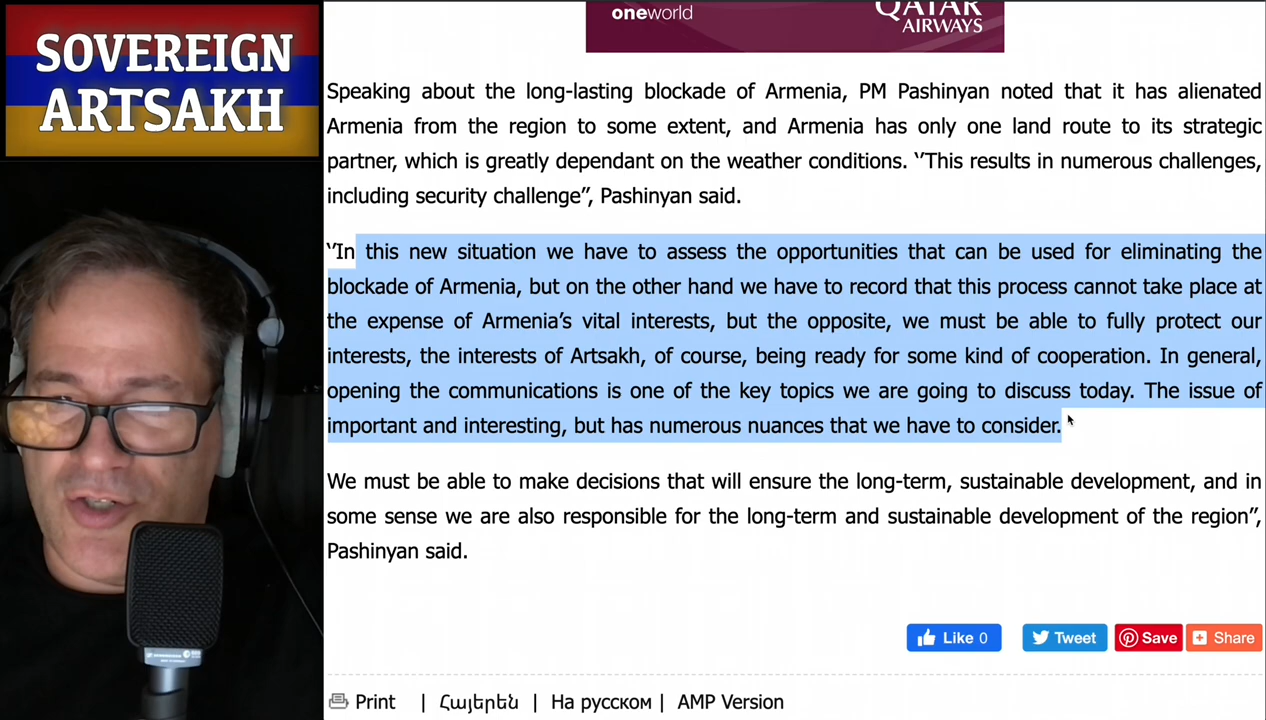 SOVEREIGN
ARTSAKH
oneworld
QATAR
AIRWAYS
Speaking about the long-lasting blockade of Armenia, PM Pashinyan noted that it has alienated
Armenia from the region to some extent, and Armenia has only one land route to its strategic
partner, which is greatly dependant on the weather conditions. ‘’This results in numerous challenges,
including security challenge”, Pashinyan said.
‘’In this new situation we have to assess the opportunities that can be used for eliminating the
blockade of Armenia, but on the other hand we have to record that this process cannot take place at
the expense of Armenia’s vital interests, but the opposite, we must be able to fully protect our
interests, the interests of Artsakh, of course, being ready for some kind of cooperation. In general,
opening the communications is one of the key topics we are going to discuss today. The issue of
important and interesting, but has numerous nuances that we have to consider.
We must be able to make decisions that will ensure the long-term, sustainable development, and in
some sense we are also responsible for the long-term and sustainable development of the region”,
Pashinyan said.
Like 0 Tweet Save Share
Print | Հայերեն | На русском | AMP Version